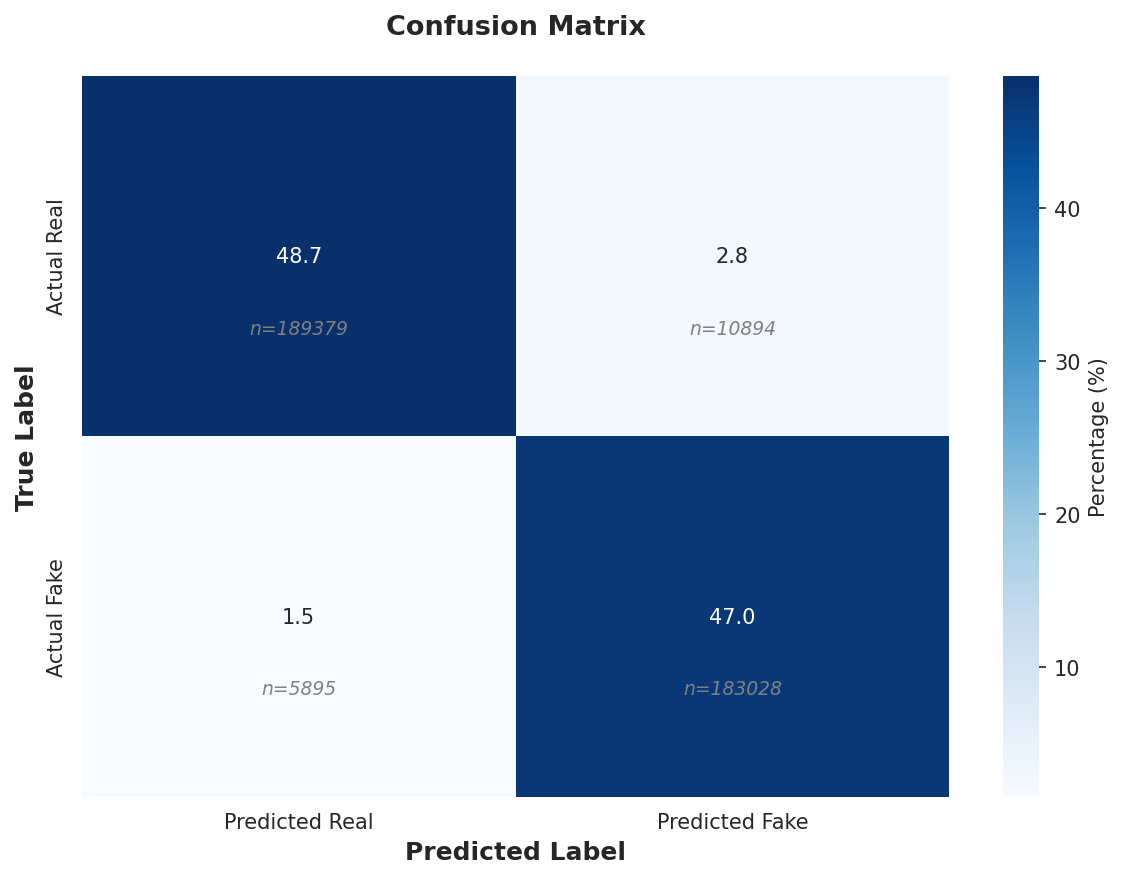 Confusion Matrix
True Label
Actual Real
48.7
n=189379
2.8
n=10894
Actual Fake
1.5
n=5895
47.0
n=183028
Predicted Real
Predicted Fake
Predicted Label
40
30
20
10
Percentage (%)